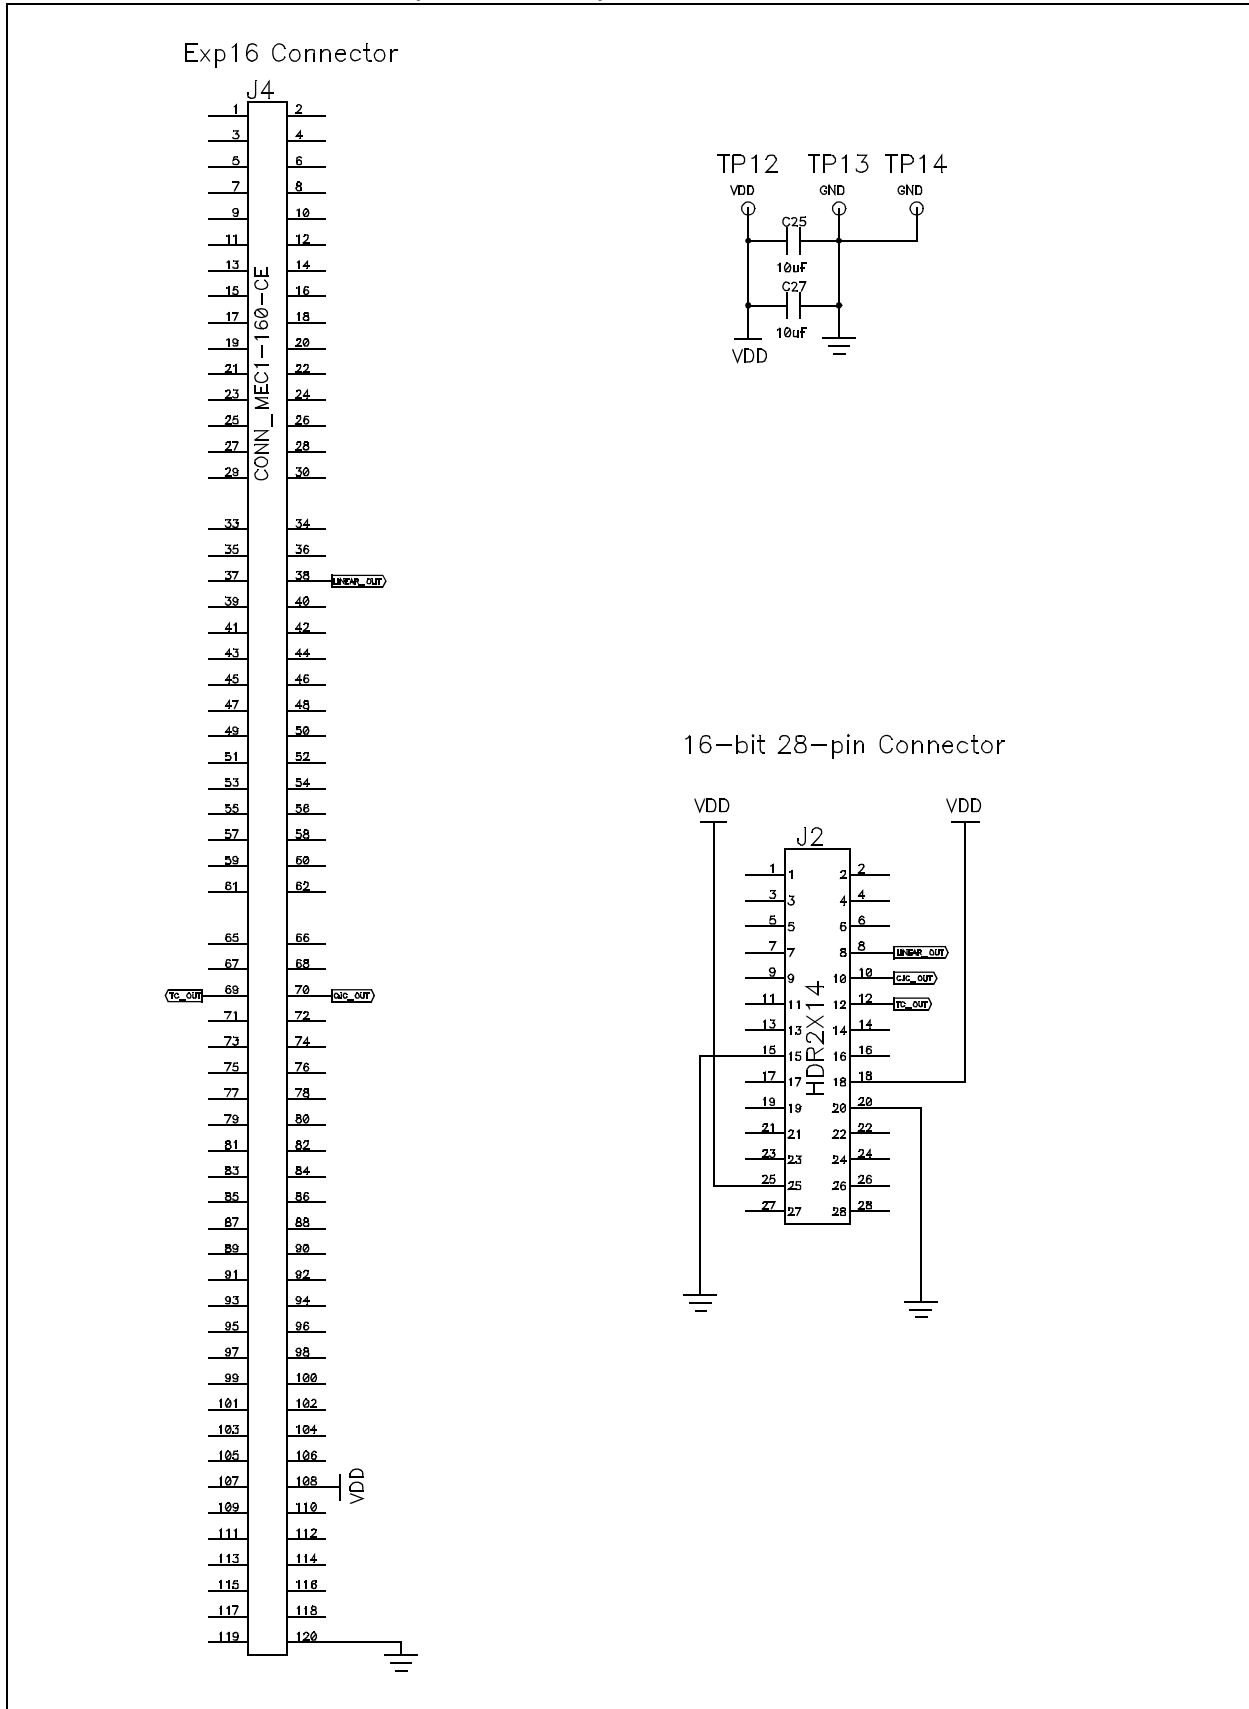 Exp16 Connector
J4
1 2
3 4
5 6
7 8
9 10
11 12
13 14
15 16
17 18
19 20
21 22
23 24
25 26
27 28
29 30
CONN_MEC1-160-CE
33 34
35 36
37 38 LINEAR_OUT
39 40
41 42
43 44
45 46
47 48
49 50
51 52
53 54
55 56
57 58
59 60
61 62
65 66
67 68
TC_OUT 69 70 CJC_OUT
71 72
73 74
75 76
77 78
79 80
81 82
83 84
85 86
87 88
89 90
91 92
93 94
95 96
97 98
99 100
101 102
103 104
105 106
107 108 VDD
109 110
111 112
113 114
115 116
117 118
119 120
TP12 TP13 TP14
VDD GND GND
C25
10uF
C27
10uF
VDD
16-bit 28-pin Connector
VDD VDD
J2
1 1 2 2
3 3 4 4
5 5 6 6
7 7 8 8 LINEAR_OUT
9 9 10 10 CJC_OUT
11 11 12 12 TC_OUT
13 13 14 14
15 15 16 16
17 17 18 18
19 19 20 20
21 21 22 22
23 23 24 24
25 25 26 26
27 27 28 28
HDR2X14